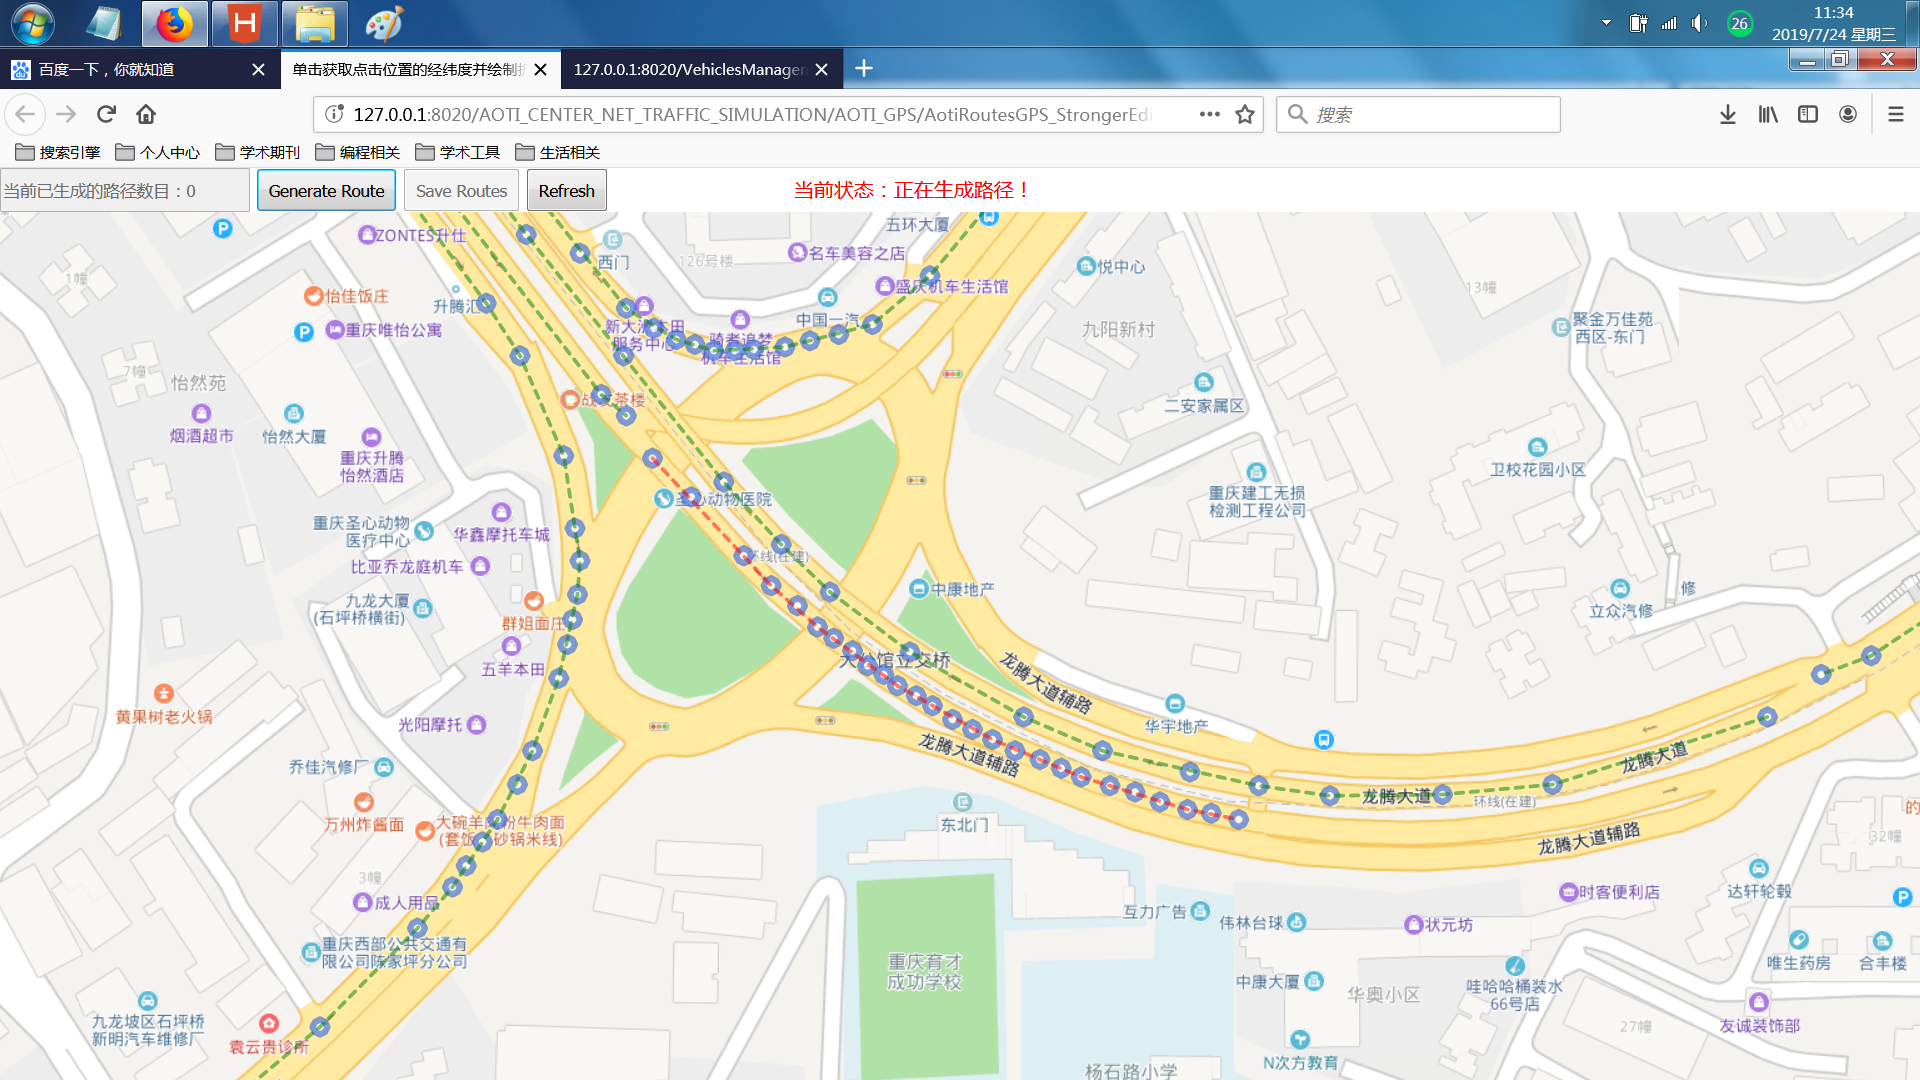 11:34
26
2019/7/24 星期三
百度一下，你就知道
单击获取点击位置的经纬度并绘制折
127.0.0.1:8020/VehiclesManagem
127.0.0.1:8020/AOTI_CENTER_NET_TRAFFIC_SIMULATION/AOTI_GPS/AotiRoutesGPS_StrongerEdi
搜索
搜索引擎
个人中心
学术期刊
编程相关
学术工具
生活相关
当前已生成的路径数目：0
Generate Route
Save Routes
Refresh
当前状态：正在生成路径！
五环大厦
ZONTES升仕
西门
126号楼
名车美容之店
悦中心
1幢
怡佳饭庄
升腾汇
盛庆机车生活馆
13幢
重庆唯怡公寓
新大洲本田
服务中心
骑者追梦
机车生活馆
中国一汽
九阳新村
聚金万佳苑
西区-东门
7幢
怡然苑
战友茶楼
二安家属区
烟酒超市
怡然大厦
重庆升腾
怡然酒店
卫校花园小区
圣心动物医院
重庆建工无损
检测工程公司
重庆圣心动物
医疗中心
华鑫摩托车城
环线(在建)
比亚乔龙庭机车
中康地产
修
九龙大厦
(石坪桥横街)
群姐面庄
立众汽修
大公馆立交桥
五羊本田
龙腾大道辅路
黄果树老火锅
光阳摩托
华宇地产
龙腾大道辅路
龙腾大道
乔佳汽修厂
龙腾大道
环线(在建)
万州炸酱面
大碗羊肉粉牛肉面
(套饭 砂锅米线)
东北门
龙腾大道辅路
的
32幢
3幢
成人用品
时客便利店
达轩轮毂
互力广告
伟林台球
状元坊
重庆西部公共交通有
限公司陈家坪分公司
重庆育才
成功学校
唯生药房
合丰楼
中康大厦
华奥小区
哇哈哈桶装水
66号店
九龙坡区石坪桥
新明汽车维修厂
袁云贵诊所
27幢
友诚装饰部
N次方教育
杨石路小学